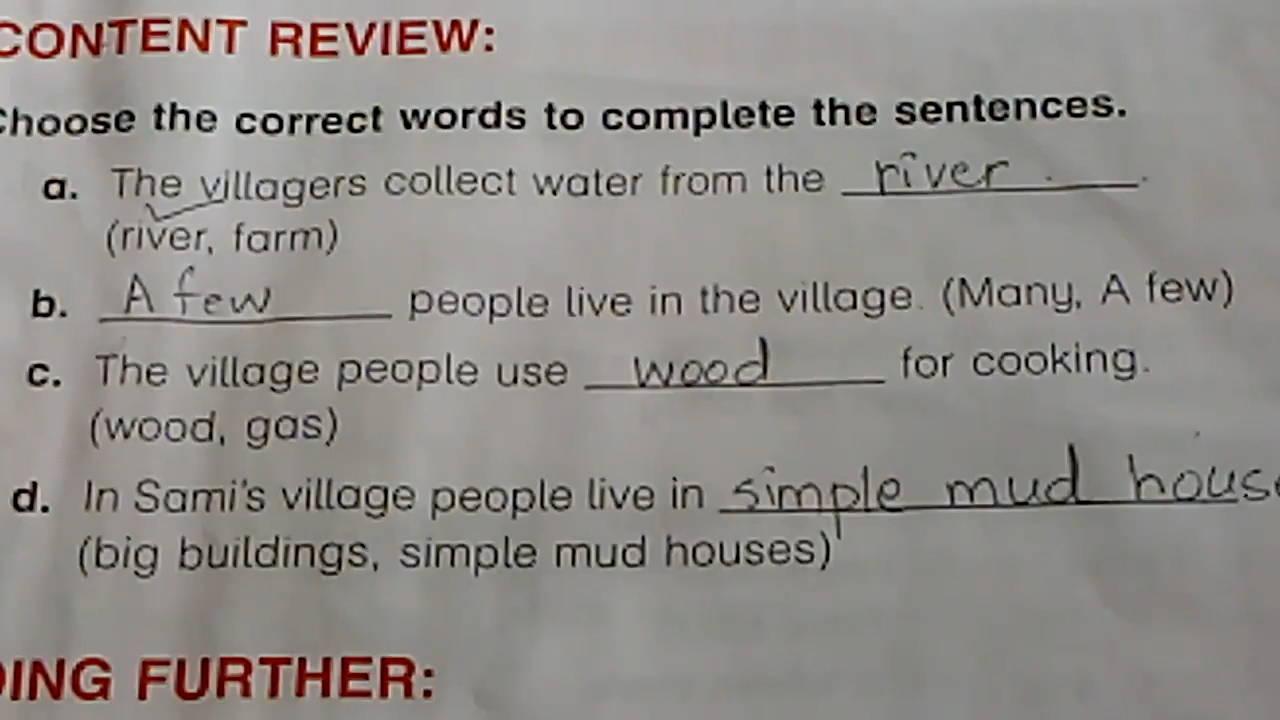 CONTENT REVIEW:
Choose the correct words to complete the sentences.
a. The villagers collect water from the river.
(river, farm)
b. A few people live in the village. (Many, A few)
c. The village people use wood for cooking.
(wood, gas)
d. In Sami's village people live in simple mud house
(big buildings, simple mud houses)
DING FURTHER: